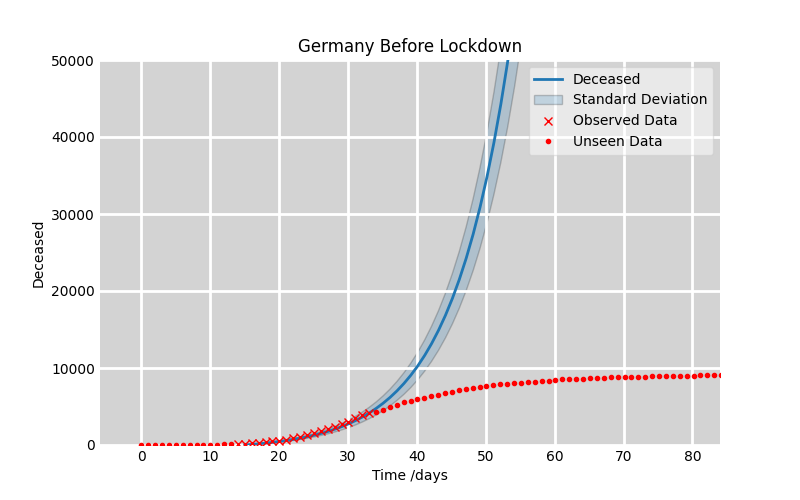 Germany Before Lockdown
50000
40000
30000
20000
10000
0
Deceased
Deceased
Standard Deviation
Observed Data
Unseen Data
0 10 20 30 40 50 60 70 80
Time /days